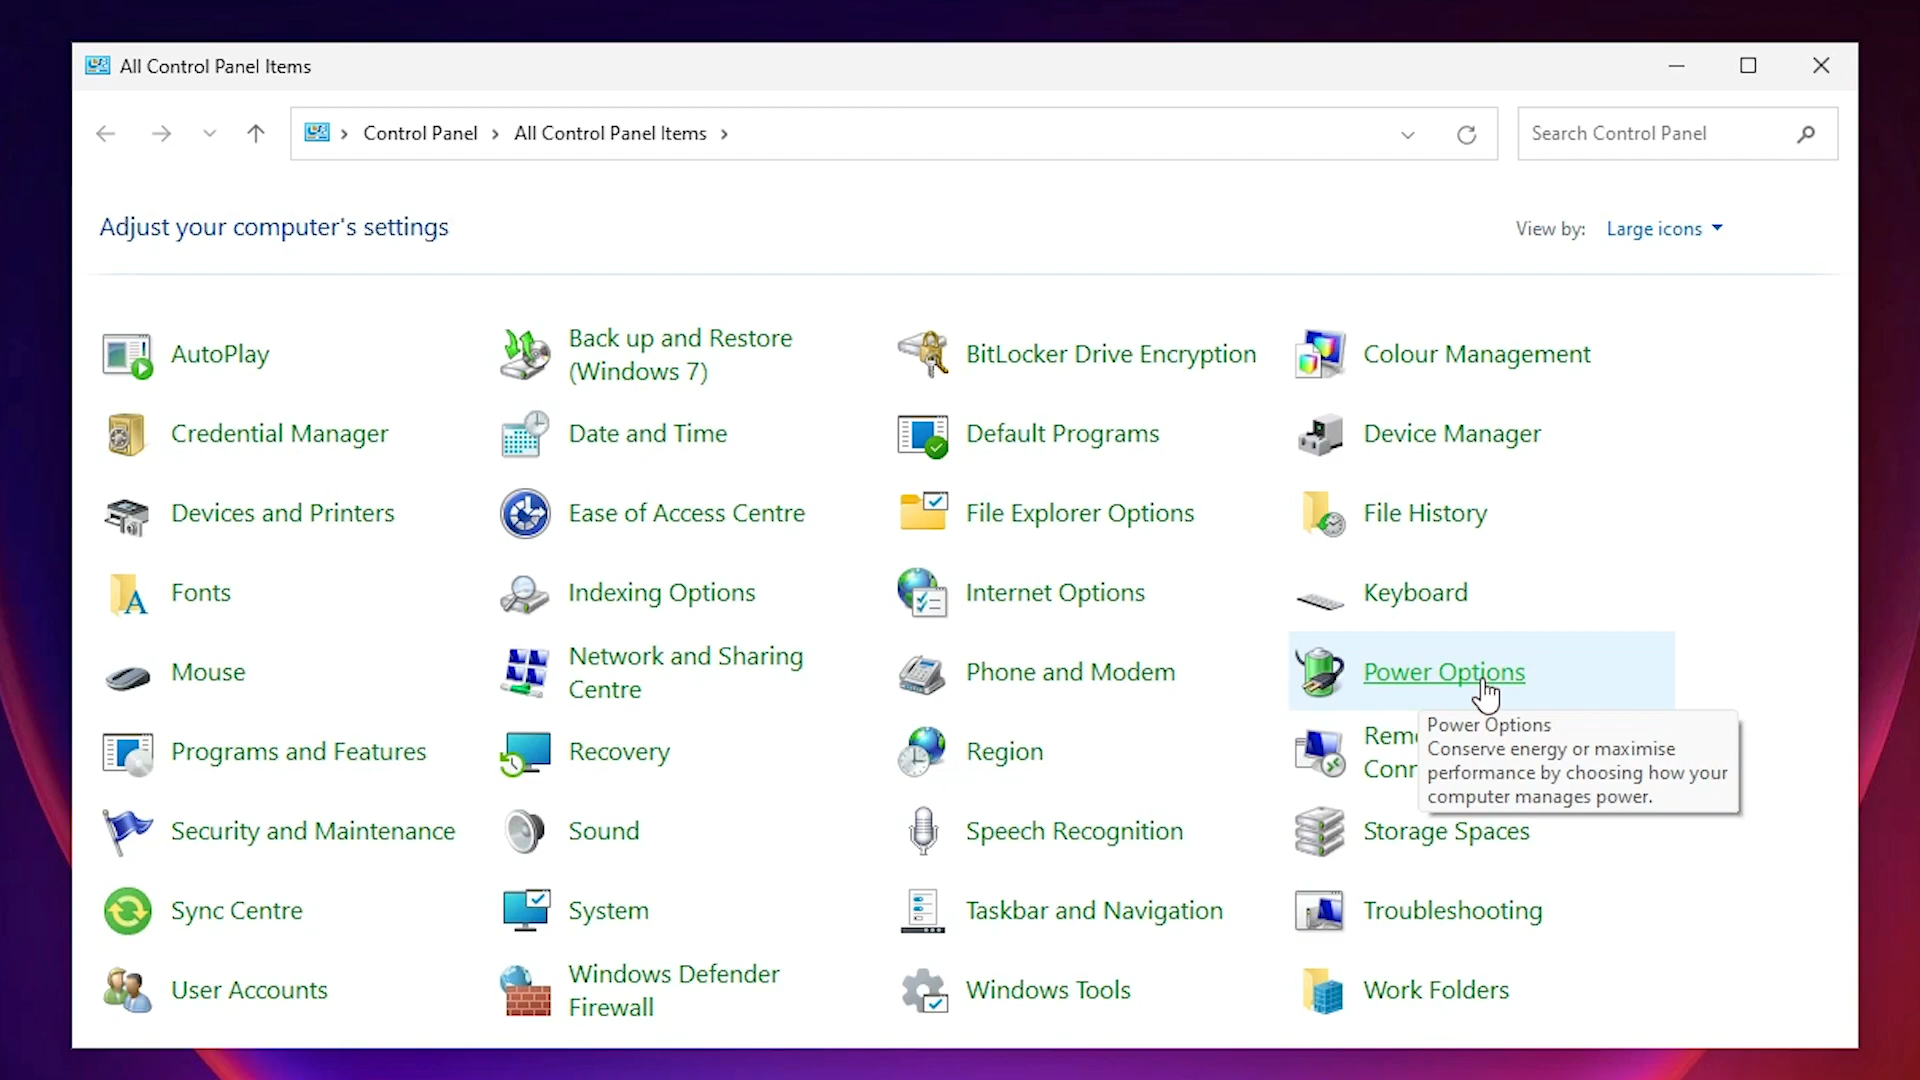 All Control Panel Items
Control Panel
All Control Panel Items
Search Control Panel
Adjust your computer's settings
View by: Large icons
AutoPlay
Back up and Restore
(Windows 7)
BitLocker Drive Encryption
Colour Management
Credential Manager
Date and Time
Default Programs
Device Manager
Devices and Printers
Ease of Access Centre
File Explorer Options
File History
Fonts
Indexing Options
Internet Options
Keyboard
Mouse
Network and Sharing
Centre
Phone and Modem
Power Options
Power Options
Conserve energy or maximise
performance by choosing how your
computer manages power.
Programs and Features
Recovery
Region
Security and Maintenance
Sound
Speech Recognition
Storage Spaces
Sync Centre
System
Taskbar and Navigation
Troubleshooting
User Accounts
Windows Defender
Firewall
Windows Tools
Work Folders